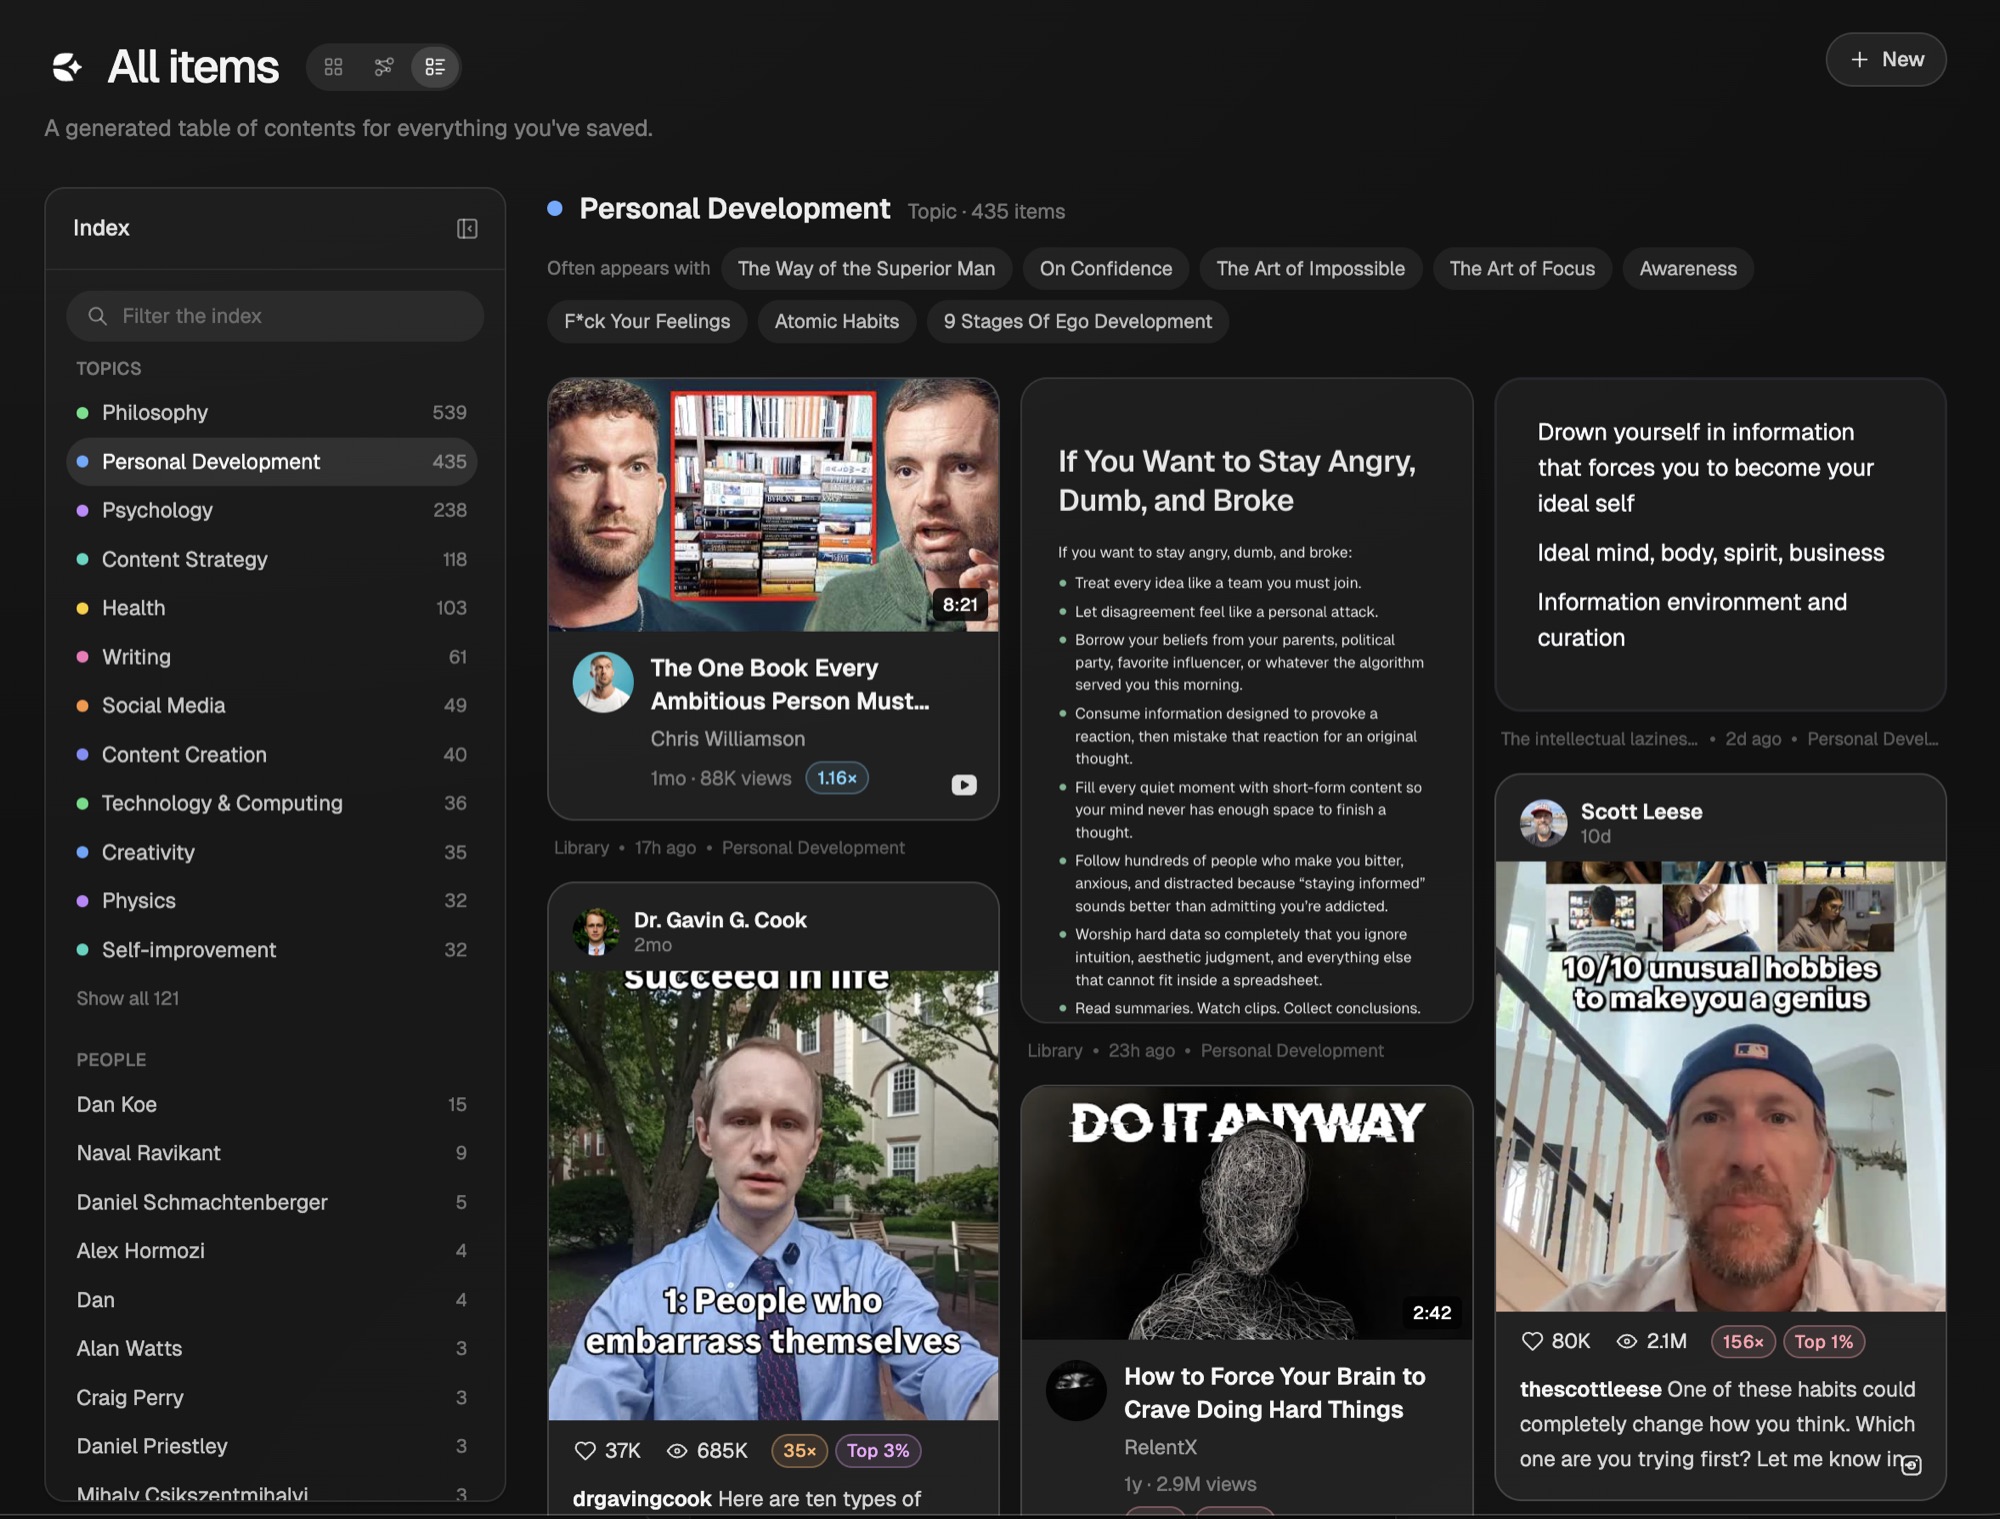 All items
New
A generated table of contents for everything you've saved.
Index
Filter the index
TOPICS
Philosophy 539
Personal Development 435
Psychology 238
Content Strategy 118
Health 103
Writing 61
Social Media 49
Content Creation 40
Technology & Computing 36
Creativity 35
Physics 32
Self-improvement 32
Show all 121
PEOPLE
Dan Koe 15
Naval Ravikant 9
Daniel Schmachtenberger 5
Alex Hormozi 4
Dan 4
Alan Watts 3
Craig Perry 3
Daniel Priestley 3
Mihaly Csikszentmihalyi 3
Personal Development Topic · 435 items
Often appears with The Way of the Superior Man On Confidence The Art of Impossible The Art of Focus Awareness
F*ck Your Feelings Atomic Habits 9 Stages Of Ego Development
8:21
The One Book Every
Ambitious Person Must...
Chris Williamson
1mo · 88K views 1.16×
Library • 17h ago • Personal Development
Dr. Gavin G. Cook
2mo
succeed in life
1: People who
embarrass themselves
37K 685K 35× Top 3%
drgavingcook Here are ten types of
If You Want to Stay Angry,
Dumb, and Broke
If you want to stay angry, dumb, and broke:
• Treat every idea like a team you must join.
• Let disagreement feel like a personal attack.
• Borrow your beliefs from your parents, political
party, favorite influencer, or whatever the algorithm
served you this morning.
• Consume information designed to provoke a
reaction, then mistake that reaction for an original
thought.
• Fill every quiet moment with short-form content so
your mind never has enough space to finish a
thought.
• Follow hundreds of people who make you bitter,
anxious, and distracted because “staying informed”
sounds better than admitting you’re addicted.
• Worship hard data so completely that you ignore
intuition, aesthetic judgment, and everything else
that cannot fit inside a spreadsheet.
• Read summaries. Watch clips. Collect conclusions.
Library • 23h ago • Personal Development
DO IT ANYWAY
2:42
How to Force Your Brain to
Crave Doing Hard Things
RelentX
1y · 2.9M views
Drown yourself in information
that forces you to become your
ideal self
Ideal mind, body, spirit, business
Information environment and
curation
The intellectual lazines... • 2d ago • Personal Devel...
Scott Leese
10d
10/10 unusual hobbies
to make you a genius
80K 2.1M 156× Top 1%
thescottleese One of these habits could
completely change how you think. Which
one are you trying first? Let me know in